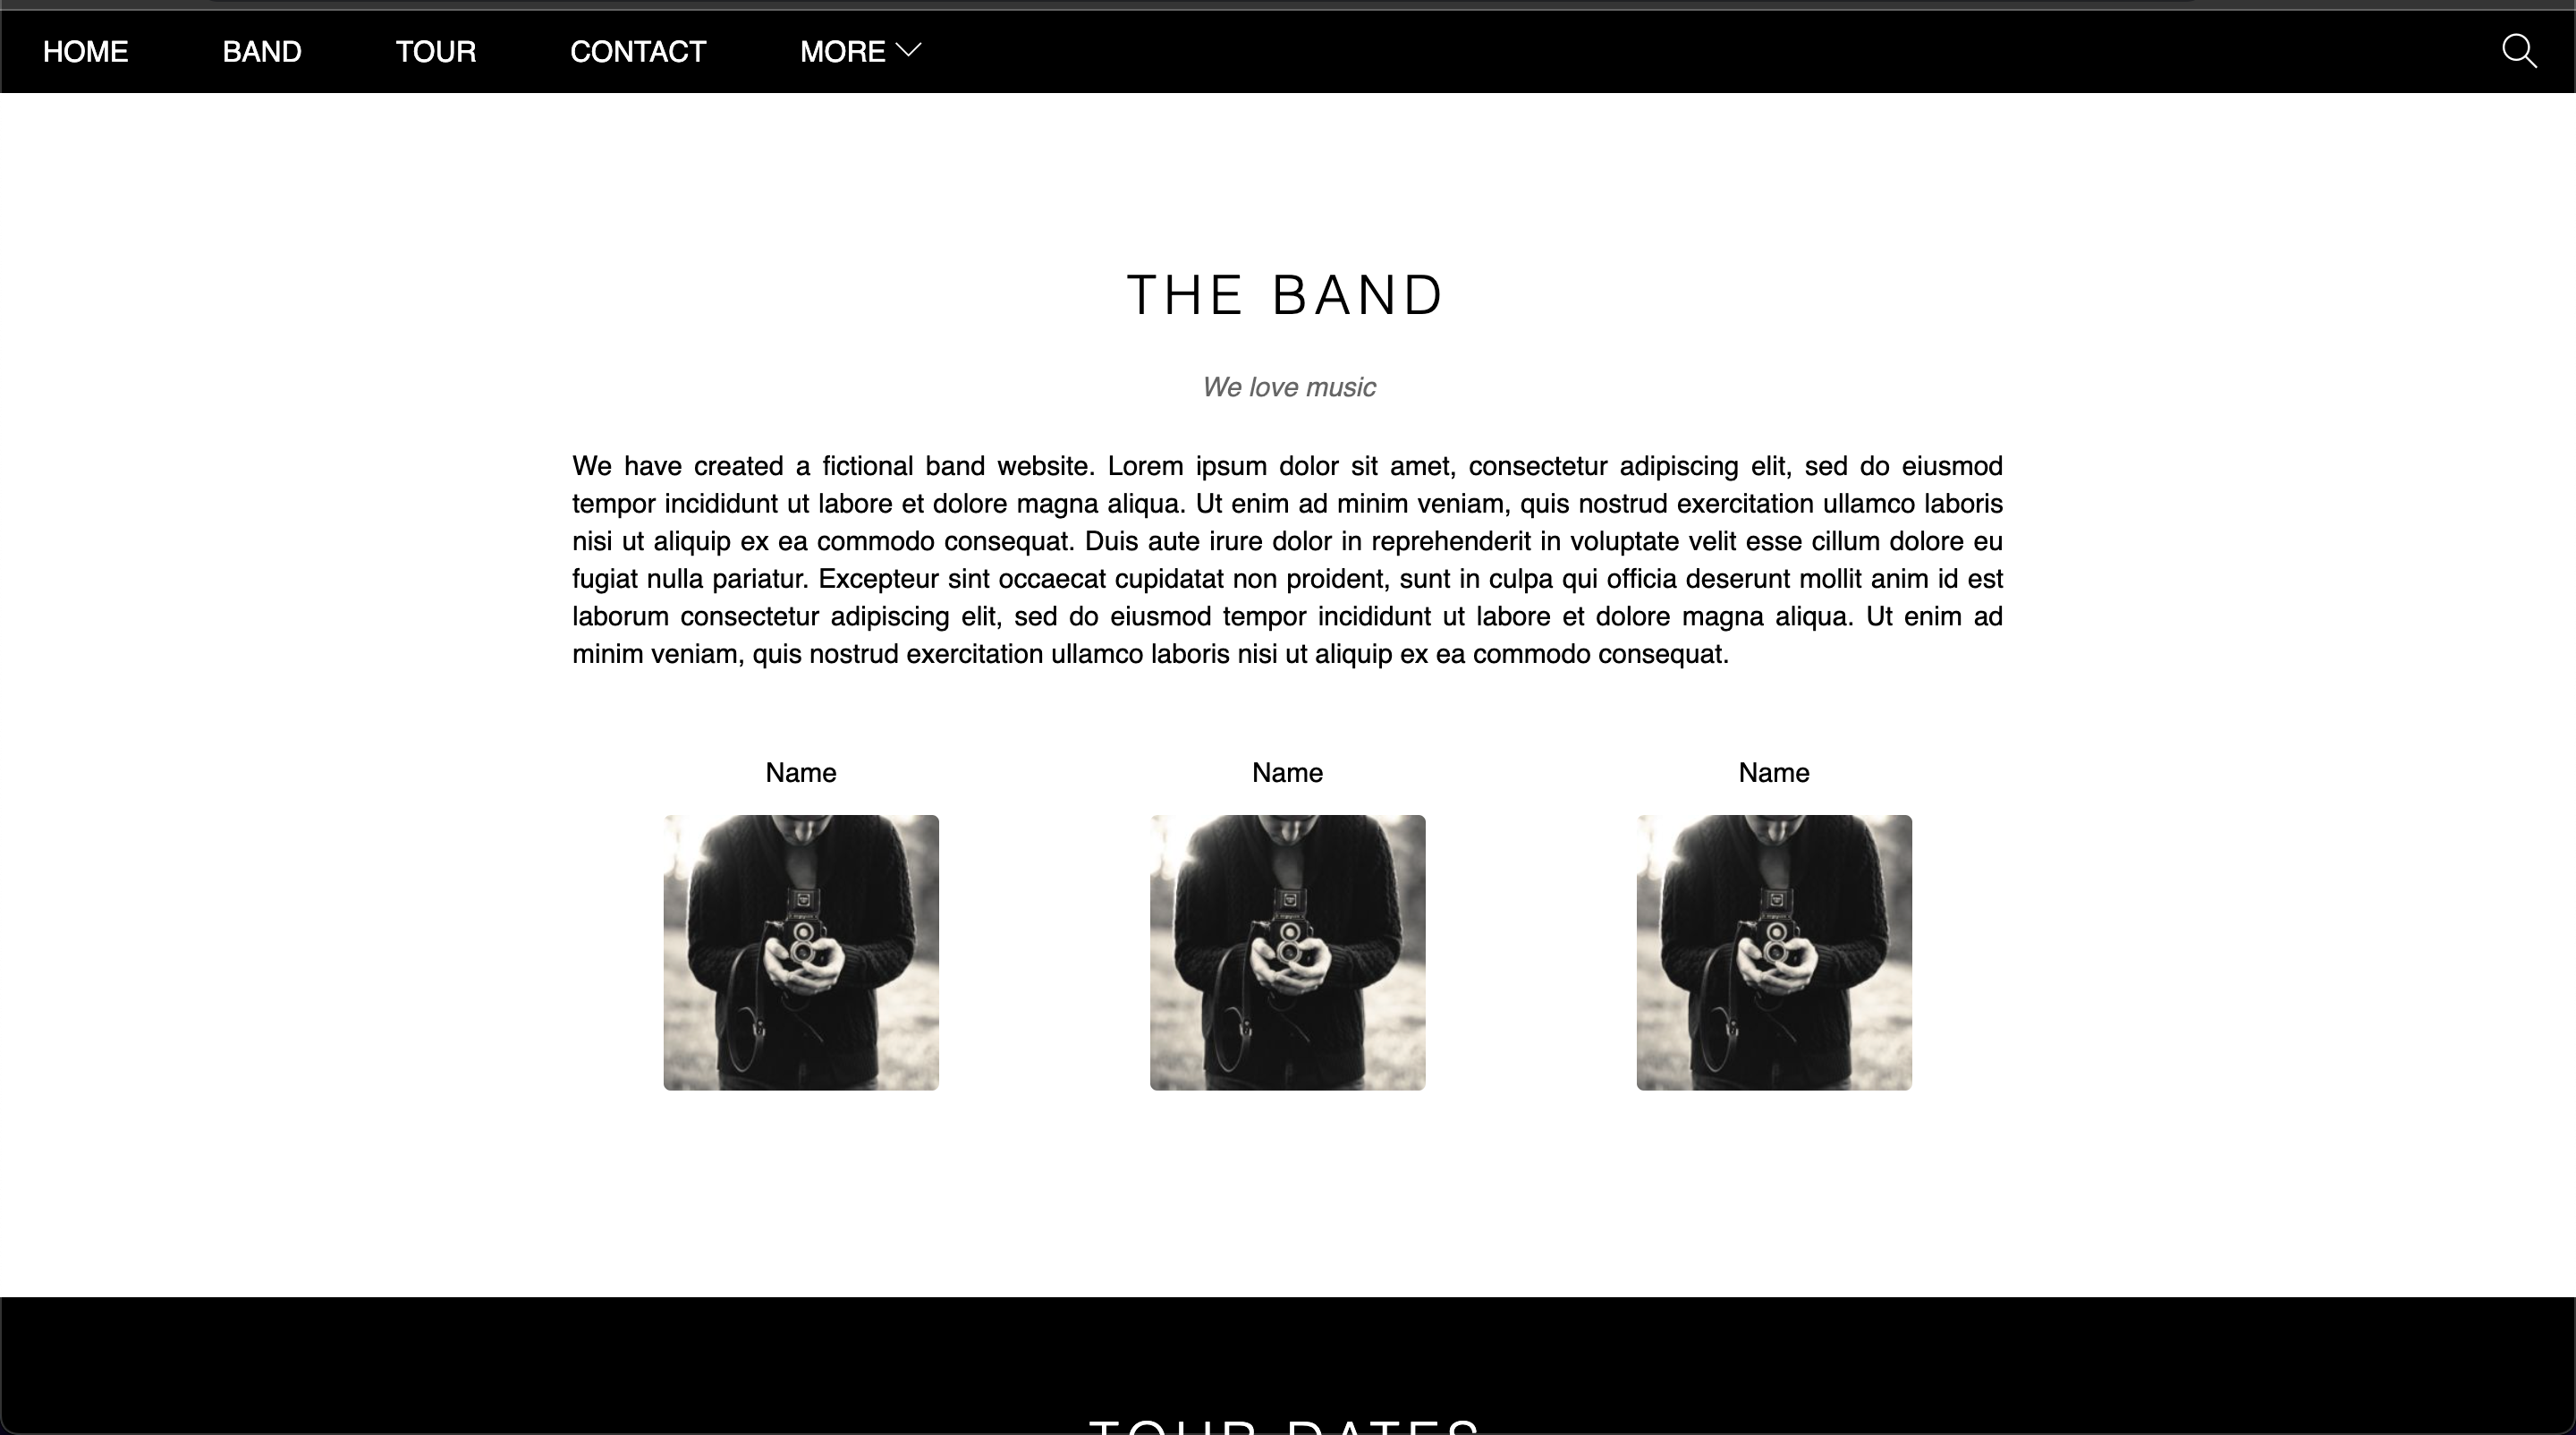 HOME BAND TOUR CONTACT MORE
THE BAND
We love music
We have created a fictional band website. Lorem ipsum dolor sit amet, consectetur adipiscing elit, sed do eiusmod
tempor incididunt ut labore et dolore magna aliqua. Ut enim ad minim veniam, quis nostrud exercitation ullamco laboris
nisi ut aliquip ex ea commodo consequat. Duis aute irure dolor in reprehenderit in voluptate velit esse cillum dolore eu
fugiat nulla pariatur. Excepteur sint occaecat cupidatat non proident, sunt in culpa qui officia deserunt mollit anim id est
laborum consectetur adipiscing elit, sed do eiusmod tempor incididunt ut labore et dolore magna aliqua. Ut enim ad
minim veniam, quis nostrud exercitation ullamco laboris nisi ut aliquip ex ea commodo consequat.
Name Name Name
TOUR DATES